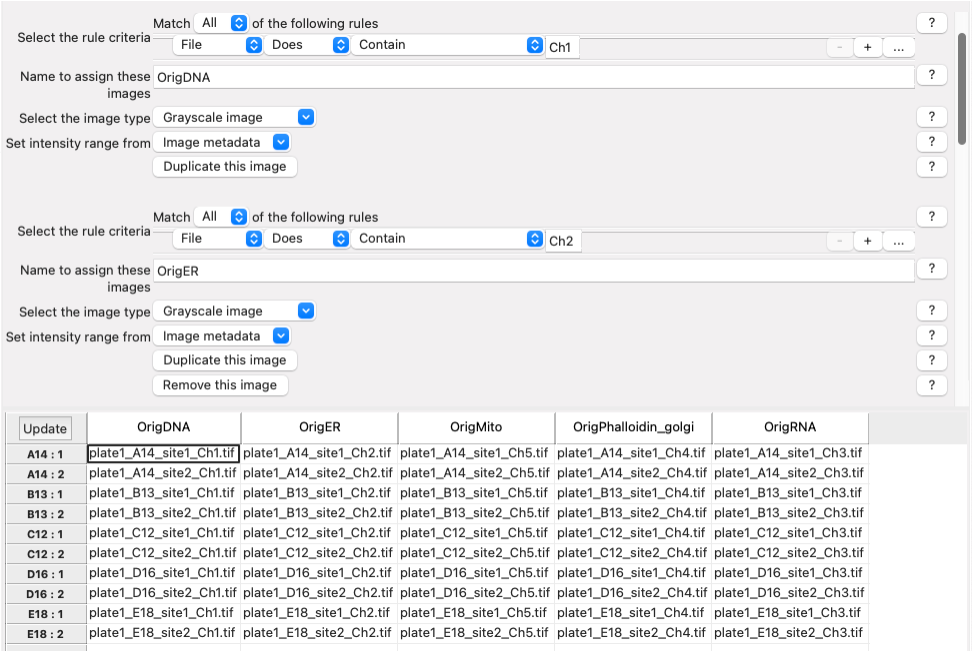 Match All of the following rules ?
Select the rule criteria File Does Contain Ch1 - + ...
Name to assign these images OrigDNA ?
Select the image type Grayscale image ?
Set intensity range from Image metadata ?
Duplicate this image ?
Match All of the following rules ?
Select the rule criteria File Does Contain Ch2 - + ...
Name to assign these images OrigER ?
Select the image type Grayscale image ?
Set intensity range from Image metadata ?
Duplicate this image ?
Remove this image ?
Update OrigDNA OrigER OrigMito OrigPhalloidin_golgi OrigRNA
A14 : 1 plate1_A14_site1_Ch1.tif plate1_A14_site1_Ch2.tif plate1_A14_site1_Ch5.tif plate1_A14_site1_Ch4.tif plate1_A14_site1_Ch3.tif
A14 : 2 plate1_A14_site2_Ch1.tif plate1_A14_site2_Ch2.tif plate1_A14_site2_Ch5.tif plate1_A14_site2_Ch4.tif plate1_A14_site2_Ch3.tif
B13 : 1 plate1_B13_site1_Ch1.tif plate1_B13_site1_Ch2.tif plate1_B13_site1_Ch5.tif plate1_B13_site1_Ch4.tif plate1_B13_site1_Ch3.tif
B13 : 2 plate1_B13_site2_Ch1.tif plate1_B13_site2_Ch2.tif plate1_B13_site2_Ch5.tif plate1_B13_site2_Ch4.tif plate1_B13_site2_Ch3.tif
C12 : 1 plate1_C12_site1_Ch1.tif plate1_C12_site1_Ch2.tif plate1_C12_site1_Ch5.tif plate1_C12_site1_Ch4.tif plate1_C12_site1_Ch3.tif
C12 : 2 plate1_C12_site2_Ch1.tif plate1_C12_site2_Ch2.tif plate1_C12_site2_Ch5.tif plate1_C12_site2_Ch4.tif plate1_C12_site2_Ch3.tif
D16 : 1 plate1_D16_site1_Ch1.tif plate1_D16_site1_Ch2.tif plate1_D16_site1_Ch5.tif plate1_D16_site1_Ch4.tif plate1_D16_site1_Ch3.tif
D16 : 2 plate1_D16_site2_Ch1.tif plate1_D16_site2_Ch2.tif plate1_D16_site2_Ch5.tif plate1_D16_site2_Ch4.tif plate1_D16_site2_Ch3.tif
E18 : 1 plate1_E18_site1_Ch1.tif plate1_E18_site1_Ch2.tif plate1_E18_site1_Ch5.tif plate1_E18_site1_Ch4.tif plate1_E18_site1_Ch3.tif
E18 : 2 plate1_E18_site2_Ch1.tif plate1_E18_site2_Ch2.tif plate1_E18_site2_Ch5.tif plate1_E18_site2_Ch4.tif plate1_E18_site2_Ch3.tif